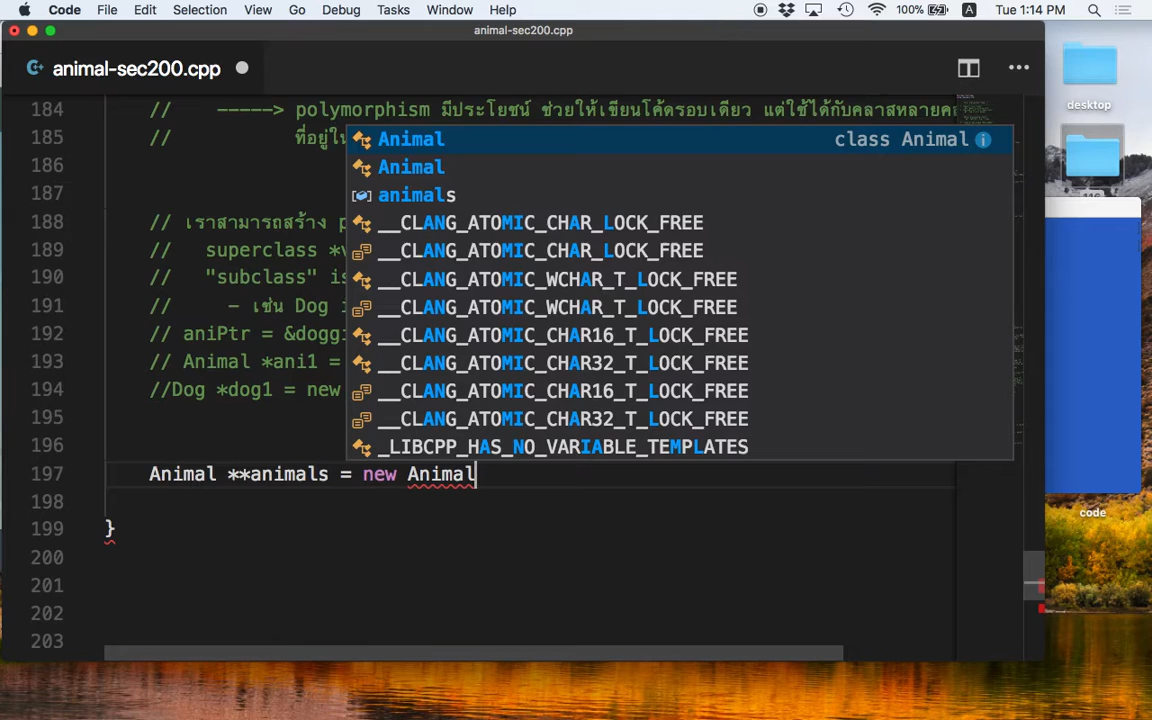 Code File Edit Selection View Go Debug Tasks Window Help 100% A Tue 1:14 PM
animal-sec200.cpp
animal-sec200.cpp
desktop
184 // -----> polymorphism มีประโยชน์ ช่วยให้เขียนโค้ดรอบเดียว แต่ใช้ได้กับคลาสหลายคล
185 // ที่อยู่ใน
Animal class Animal
186
Animal
187
animals
188 // เราสามารถสร้าง p
__CLANG_ATOMIC_CHAR_LOCK_FREE
189 // superclass *v
__CLANG_ATOMIC_CHAR_LOCK_FREE
190 // "subclass" is
__CLANG_ATOMIC_WCHAR_T_LOCK_FREE
191 // - เช่น Dog i
__CLANG_ATOMIC_WCHAR_T_LOCK_FREE
192 // aniPtr = &doggi
__CLANG_ATOMIC_CHAR16_T_LOCK_FREE
193 // Animal *ani1 =
__CLANG_ATOMIC_CHAR32_T_LOCK_FREE
194 //Dog *dog1 = new
__CLANG_ATOMIC_CHAR16_T_LOCK_FREE
195
__CLANG_ATOMIC_CHAR32_T_LOCK_FREE
196
_LIBCPP_HAS_NO_VARIABLE_TEMPLATES
197 Animal **animals = new Animal
198
199 }
200
201
202
203
code